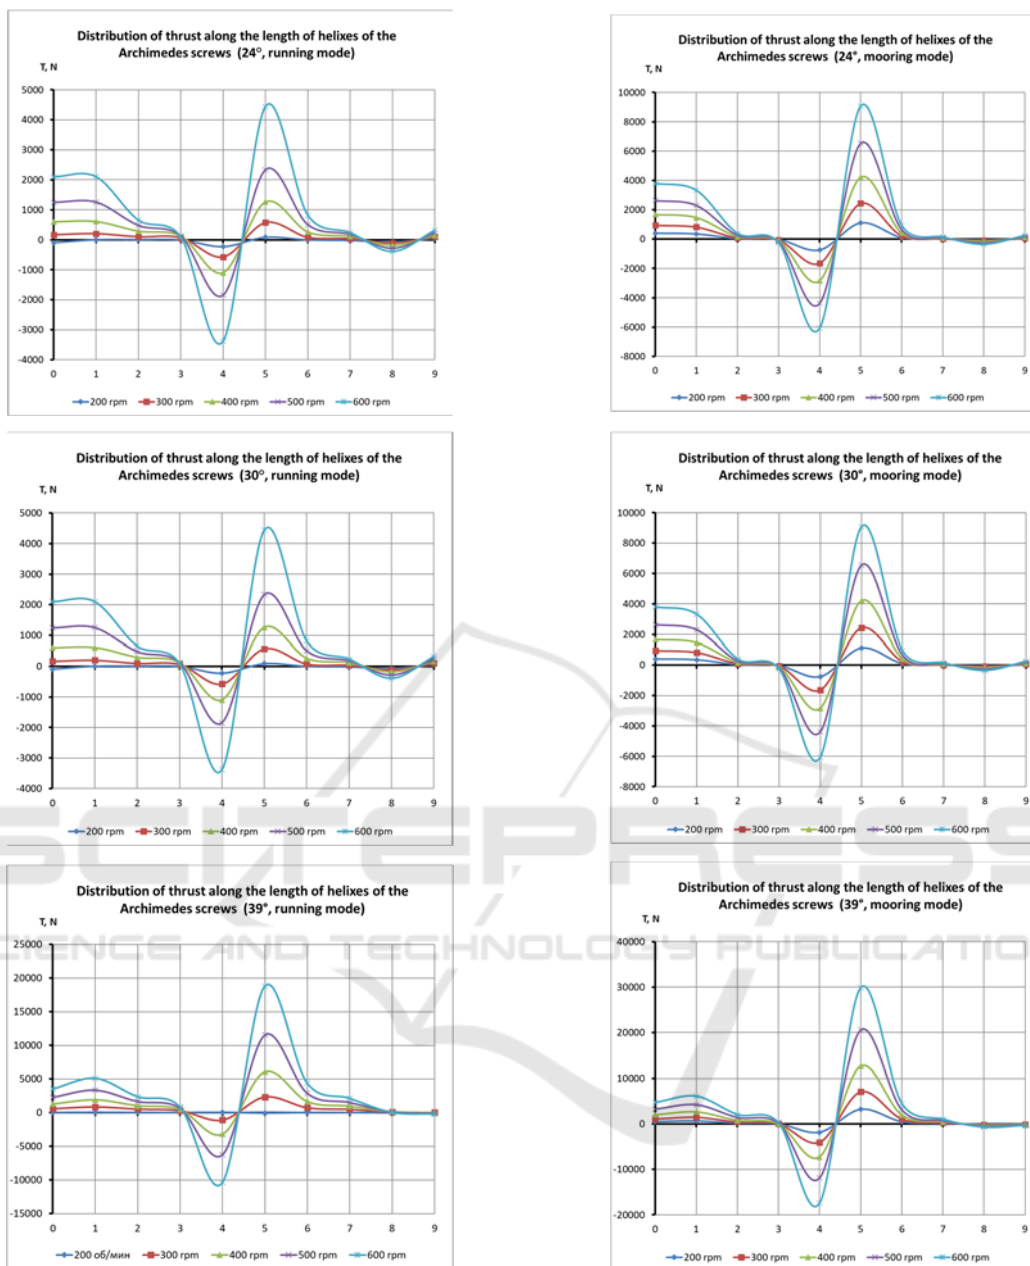 Distribution of thrust along the length of helixes of the
Archimedes screws (24°, running mode)
T, N
5000
4000
3000
2000
1000
0
-1000
-2000
-3000
-4000
0 1 2 3 4 5 6 7 8 9
200 rpm 300 rpm 400 rpm 500 rpm 600 rpm
Distribution of thrust along the length of helixes of the
Archimedes screws (24°, mooring mode)
T, N
10000
8000
6000
4000
2000
0
-2000
-4000
-6000
-8000
0 1 2 3 4 5 6 7 8 9
200 rpm 300 rpm 400 rpm 500 rpm 600 rpm
Distribution of thrust along the length of helixes of the
Archimedes screws (30°, running mode)
T, N
5000
4000
3000
2000
1000
0
-1000
-2000
-3000
-4000
0 1 2 3 4 5 6 7 8 9
200 rpm 300 rpm 400 rpm 500 rpm 600 rpm
Distribution of thrust along the length of helixes of the
Archimedes screws (30°, mooring mode)
T, N
10000
8000
6000
4000
2000
0
-2000
-4000
-6000
-8000
0 1 2 3 4 5 6 7 8 9
200 rpm 300 rpm 400 rpm 500 rpm 600 rpm
Distribution of thrust along the length of helixes of the
Archimedes screws (39°, running mode)
T, N
25000
20000
15000
10000
5000
0
-5000
-10000
-15000
0 1 2 3 4 5 6 7 8 9
200 об/мин 300 rpm 400 rpm 500 rpm 600 rpm
Distribution of thrust along the length of helixes of the
Archimedes screws (39°, mooring mode)
T, N
40000
30000
20000
10000
0
-10000
-20000
0 1 2 3 4 5 6 7 8 9
200 rpm 300 rpm 400 rpm 500 rpm 600 rpm
SCITEPRESS
CIENCE AND TECHNOLOGY PUBLICATIO